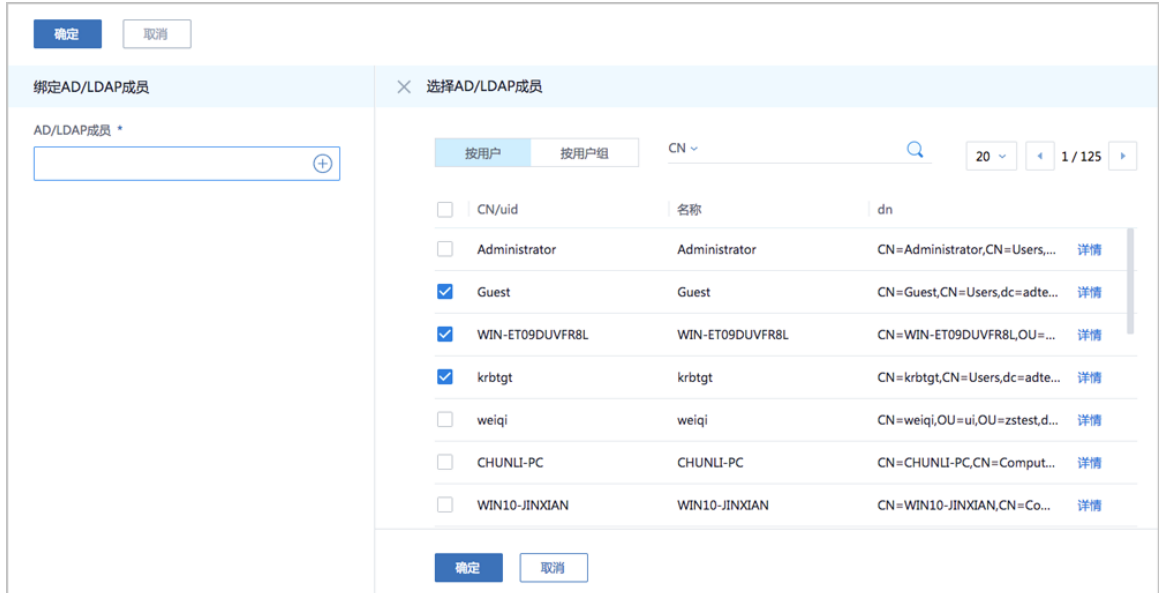 确定 取消
绑定AD/LDAP成员
AD/LDAP成员 *
选择AD/LDAP成员
按用户 按用户组 CN 20 1 / 125
CN/uid 名称 dn
Administrator Administrator CN=Administrator,CN=Users,... 详情
Guest Guest CN=Guest,CN=Users,dc=adte... 详情
WIN-ET09DUVFR8L WIN-ET09DUVFR8L CN=WIN-ET09DUVFR8L,OU=... 详情
krbtgt krbtgt CN=krbtgt,CN=Users,dc=adte... 详情
weiqi weiqi CN=weiqi,OU=ui,OU=zstest,d... 详情
CHUNLI-PC CHUNLI-PC CN=CHUNLI-PC,CN=Comput... 详情
WIN10-JINXIAN WIN10-JINXIAN CN=WIN10-JINXIAN,CN=Co... 详情
确定 取消